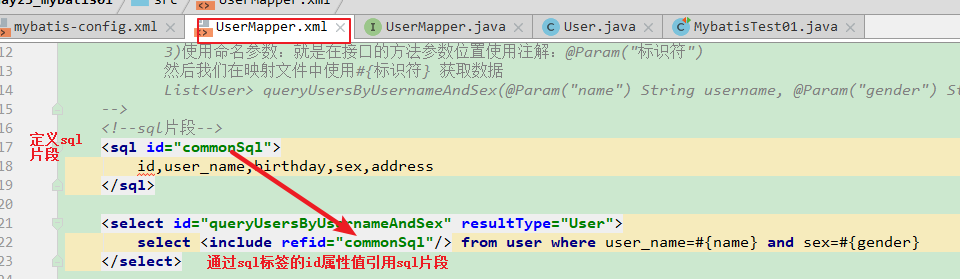 day25_mybatis01 src UserMapper.xml
mybatis-config.xml UserMapper.xml UserMapper.java User.java MybatisTest01.java
12 3)使用命名参数：就是在接口的方法参数位置使用注解：@Param("标识符")
13 然后我们在映射文件中使用#{标识符} 获取数据
14 List<User> queryUsersByUsernameAndSex(@Param("name") String username, @Param("gender") St
15 -->
16 <!--sql片段-->
定义sql片段
17 <sql id="commonSql">
18 id,user_name,birthday,sex,address
19 </sql>
20
21 <select id="queryUsersByUsernameAndSex" resultType="User">
22 select <include refid="commonSql"/> from user where user_name=#{name} and sex=#{gender}
23 </select>
通过sql标签的id属性值引用sql片段